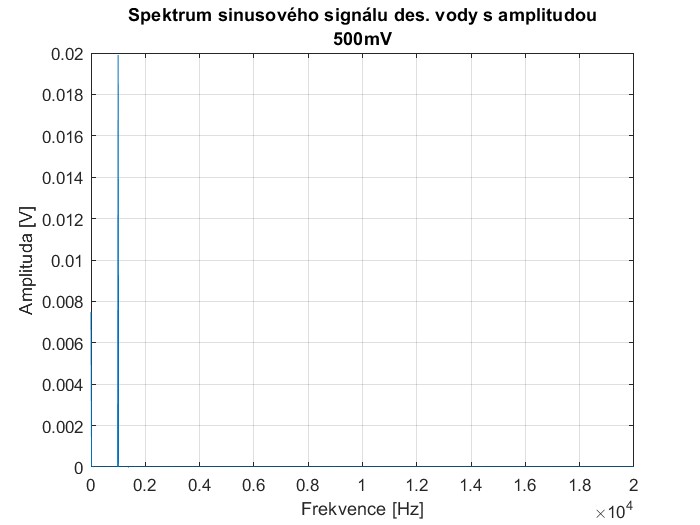 Spektrum sinusového signálu des. vody s amplitudou
500mV
0.02
0.018
0.016
0.014
0.012
0.01
0.008
0.006
0.004
0.002
0
Amplituda [V]
0 0.2 0.4 0.6 0.8 1 1.2 1.4 1.6 1.8 2
Frekvence [Hz]
×10⁴